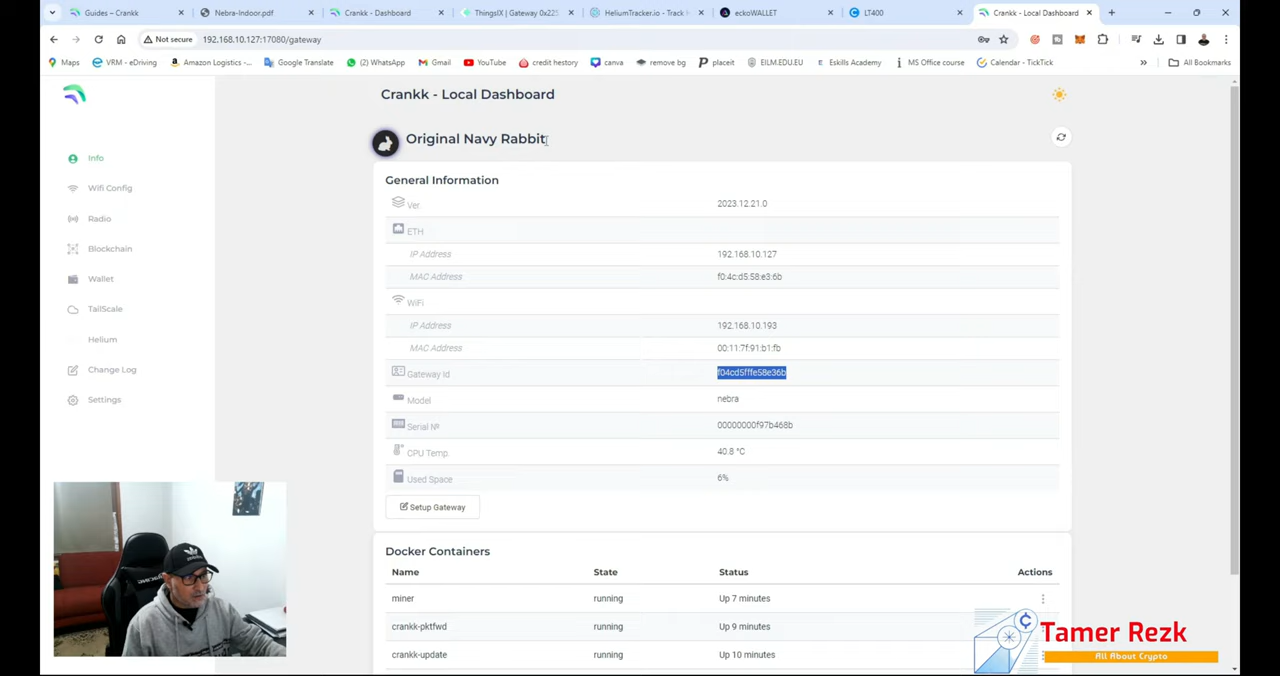 Guides – Crankk
Nebra-Indoor.pdf
Crankk - Dashboard
ThingsIX | Gateway 0x225
HeliumTracker.io - Track H
eckoWALLET
LT400
Crankk - Local Dashboard
Not secure
192.168.10.127:17080/gateway
Maps
VRM - eDriving
Amazon Logistics -...
Google Translate
(2) WhatsApp
Gmail
YouTube
credit hestory
canva
remove bg
placeit
EILM.EDU.EU
Eskills Academy
MS Office course
Calendar - TickTick
»
All Bookmarks
Crankk - Local Dashboard
Original Navy Rabbit
Info
Wifi Config
Radio
Blockchain
Wallet
TailScale
Helium
Change Log
Settings
General Information
Ver 2023.12.21.0
ETH
IP Address 192.168.10.127
MAC Address f0:4c:d5:58:e3:6b
WiFi
IP Address 192.168.10.193
MAC Address 00:11:7f:91:b1:fb
Gateway Id f04cd5fffe58e36b
Model nebra
Serial № 00000000f97b468b
CPU Temp. 40.8 °C
Used Space 6%
Setup Gateway
Docker Containers
Name State Status Actions
miner running Up 7 minutes
crankk-pktfwd running Up 9 minutes
crankk-update running Up 10 minutes
Tamer Rezk
All About Crypto